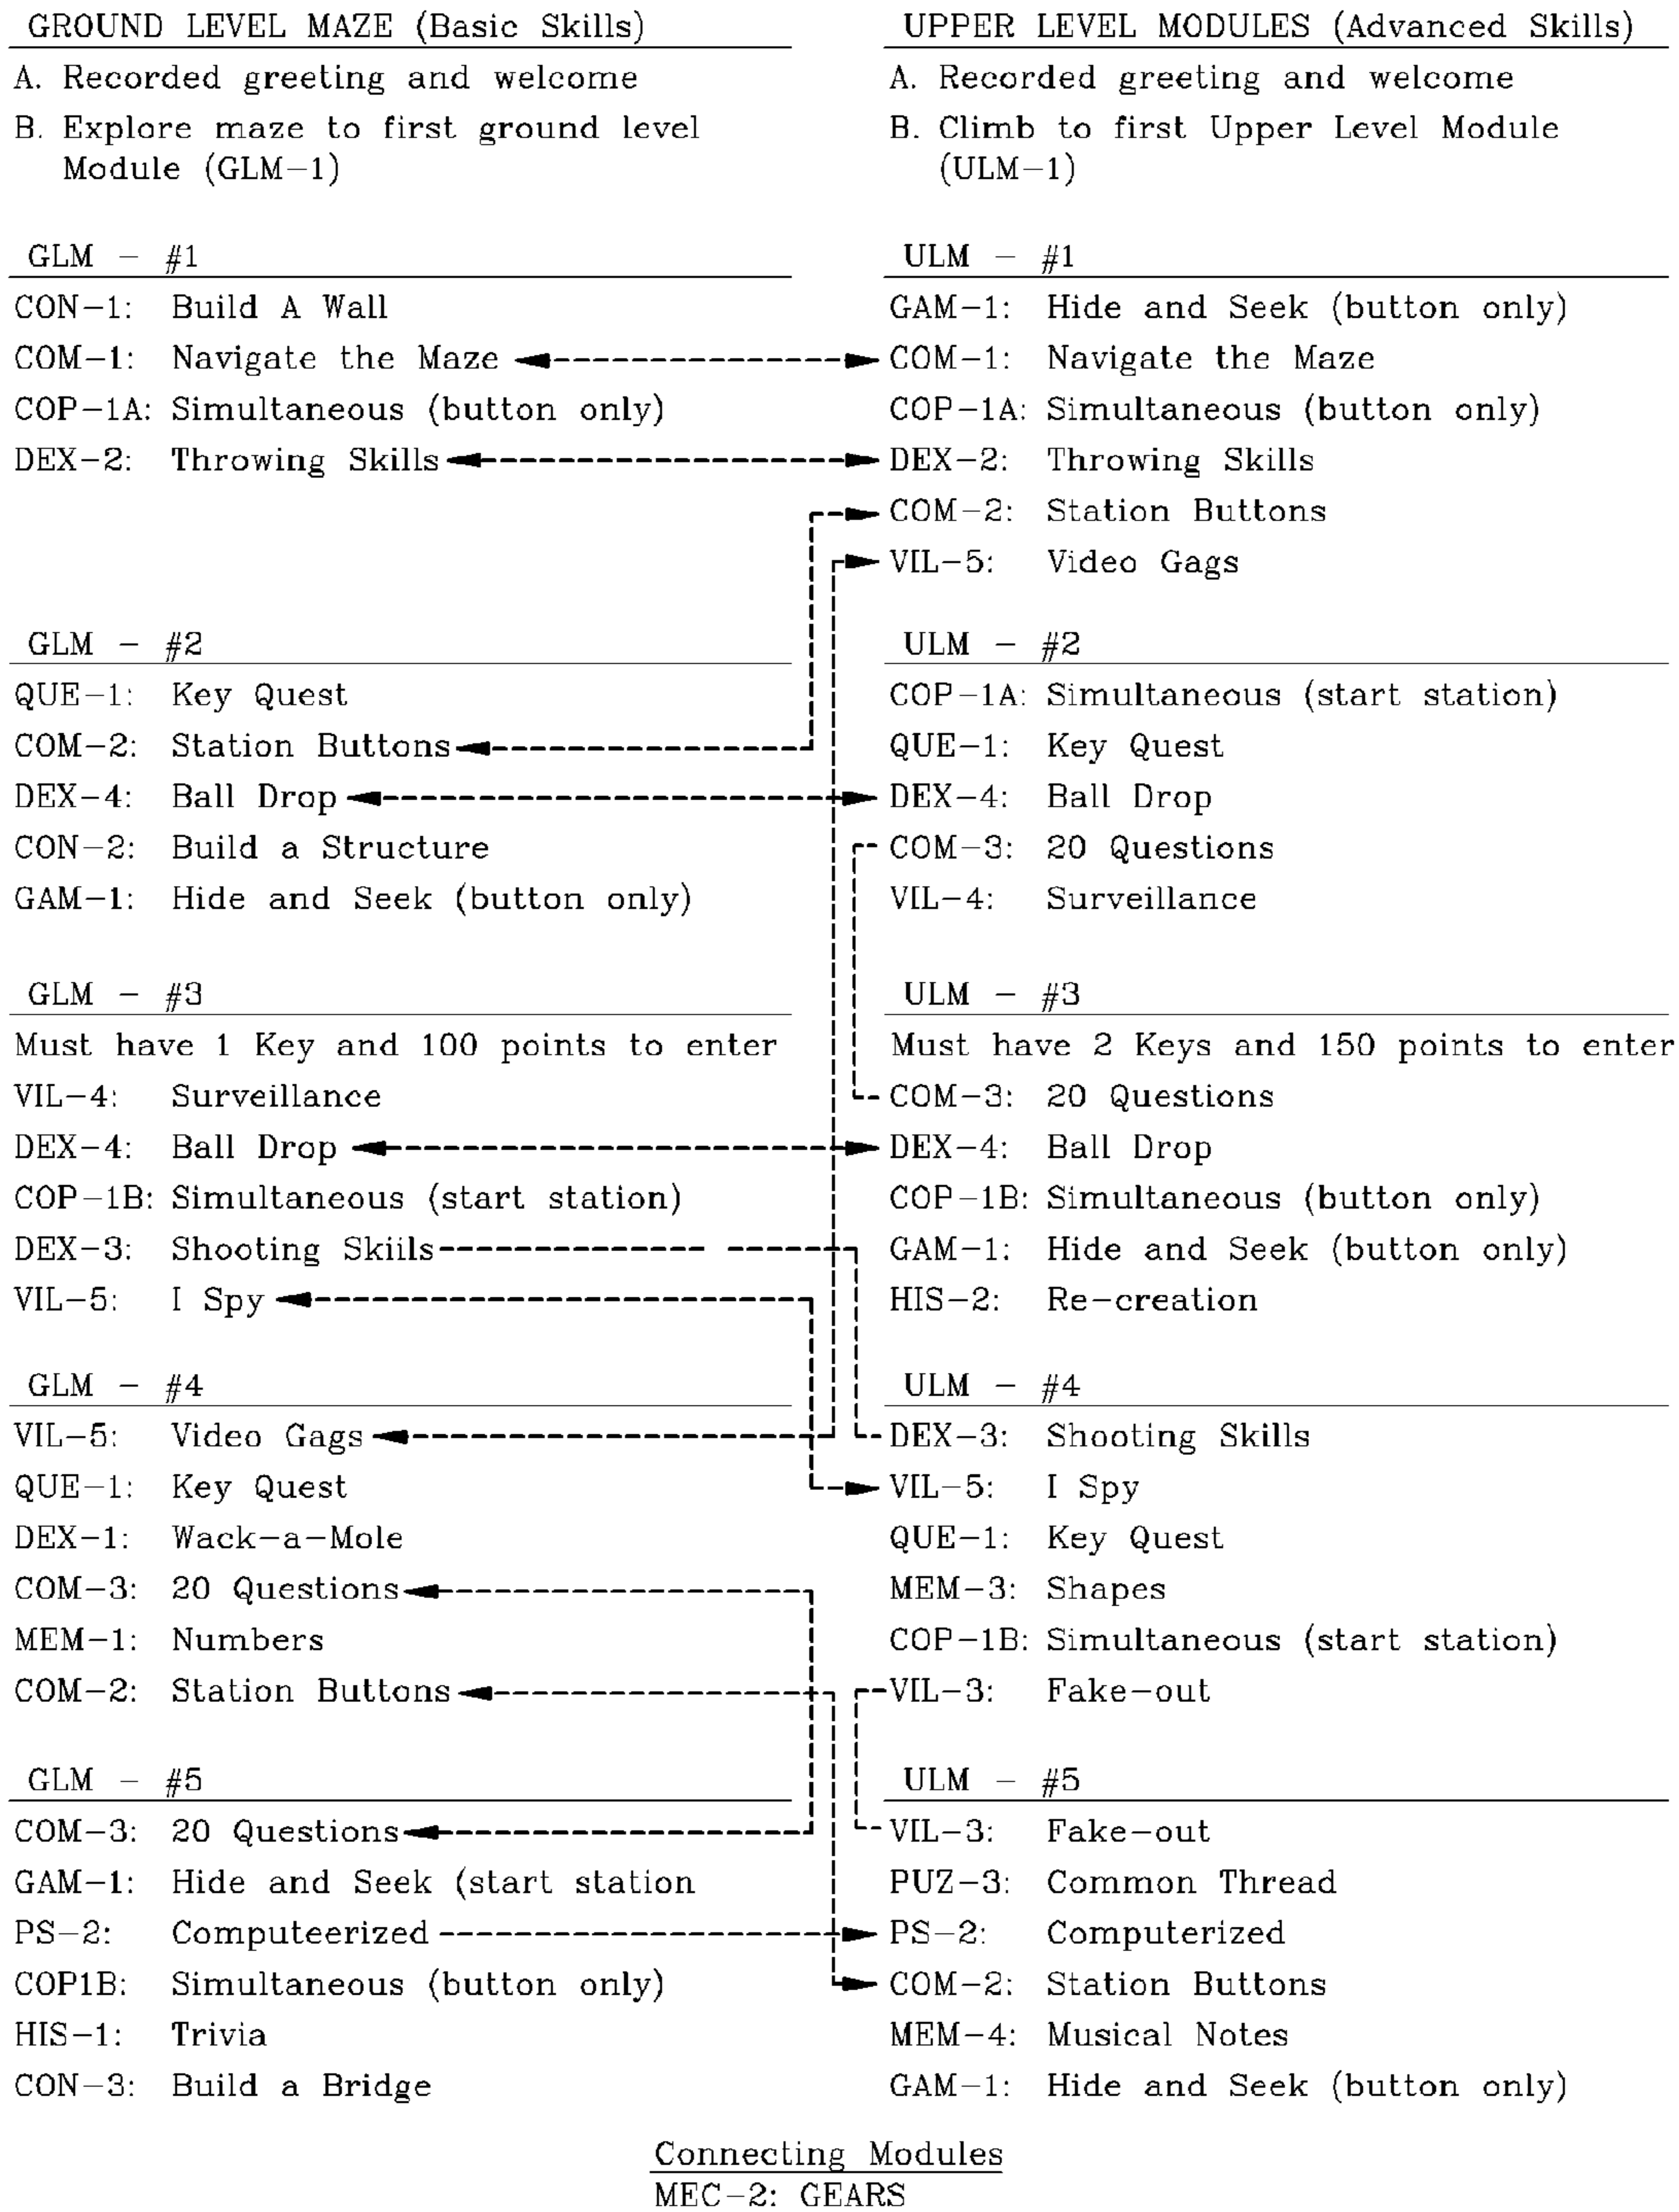 GROUND LEVEL MAZE (Basic Skills)
A. Recorded greeting and welcome
B. Explore maze to first ground level
Module (GLM-1)
GLM - #1
CON-1: Build A Wall
COM-1: Navigate the Maze
COP-1A: Simultaneous (button only)
DEX-2: Throwing Skills
GLM - #2
QUE-1: Key Quest
COM-2: Station Buttons
DEX-4: Ball Drop
CON-2: Build a Structure
GAM-1: Hide and Seek (button only)
GLM - #3
Must have 1 Key and 100 points to enter
VIL-4: Surveillance
DEX-4: Ball Drop
COP-1B: Simultaneous (start station)
DEX-3: Shooting Skiils
VIL-5: I Spy
GLM - #4
VIL-5: Video Gags
QUE-1: Key Quest
DEX-1: Wack-a-Mole
COM-3: 20 Questions
MEM-1: Numbers
COM-2: Station Buttons
GLM - #5
COM-3: 20 Questions
GAM-1: Hide and Seek (start station
PS-2: Computeerized
COP1B: Simultaneous (button only)
HIS-1: Trivia
CON-3: Build a Bridge
UPPER LEVEL MODULES (Advanced Skills)
A. Recorded greeting and welcome
B. Climb to first Upper Level Module
(ULM-1)
ULM - #1
GAM-1: Hide and Seek (button only)
COM-1: Navigate the Maze
COP-1A: Simultaneous (button only)
DEX-2: Throwing Skills
COM-2: Station Buttons
VIL-5: Video Gags
ULM - #2
COP-1A: Simultaneous (start station)
QUE-1: Key Quest
DEX-4: Ball Drop
COM-3: 20 Questions
VIL-4: Surveillance
ULM - #3
Must have 2 Keys and 150 points to enter
COM-3: 20 Questions
DEX-4: Ball Drop
COP-1B: Simultaneous (button only)
GAM-1: Hide and Seek (button only)
HIS-2: Re-creation
ULM - #4
DEX-3: Shooting Skills
VIL-5: I Spy
QUE-1: Key Quest
MEM-3: Shapes
COP-1B: Simultaneous (start station)
VIL-3: Fake-out
ULM - #5
VIL-3: Fake-out
PUZ-3: Common Thread
PS-2: Computerized
COM-2: Station Buttons
MEM-4: Musical Notes
GAM-1: Hide and Seek (button only)
Connecting Modules
MEC-2: GEARS